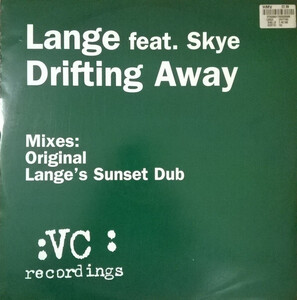 Lange feat. Skye
Drifting Away
Mixes:
Original
Lange's Sunset Dub
:VC :
recordings